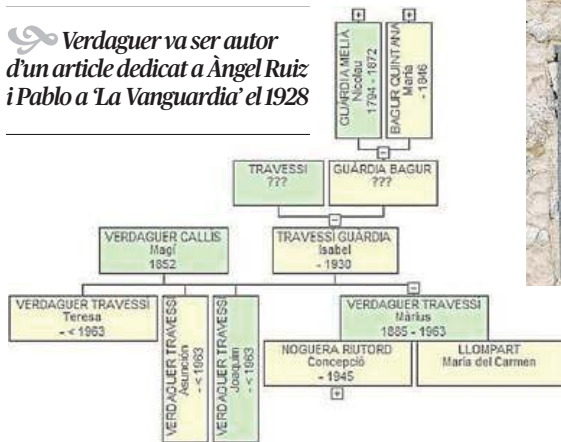 Verdaguer va ser autor
d'un article dedicat a Àngel Ruiz
i Pablo a 'La Vanguardia' el 1928
GUÀRDIA MELIÀ
Nicolau
1794 - 1872
BAGUR QUINTANA
Maria
- 1846
TRAVESSI
???
GUÀRDIA BAGUR
???
VERDAGUER CALLÍS
Magí
1852
TRAVESSI GUÀRDIA
Isabel
- 1930
VERDAGUER TRAVESSI
Teresa
- < 1963
VERDAGUER TRAVESSI
Asunción
- < 1963
VERDAGUER TRAVESSI
Joaquim
- < 1963
VERDAGUER TRAVESSI
Màrius
1885 - 1963
NOGUERA RIUTORD
Concepció
- 1945
LLOMPART
Maria del Carmen